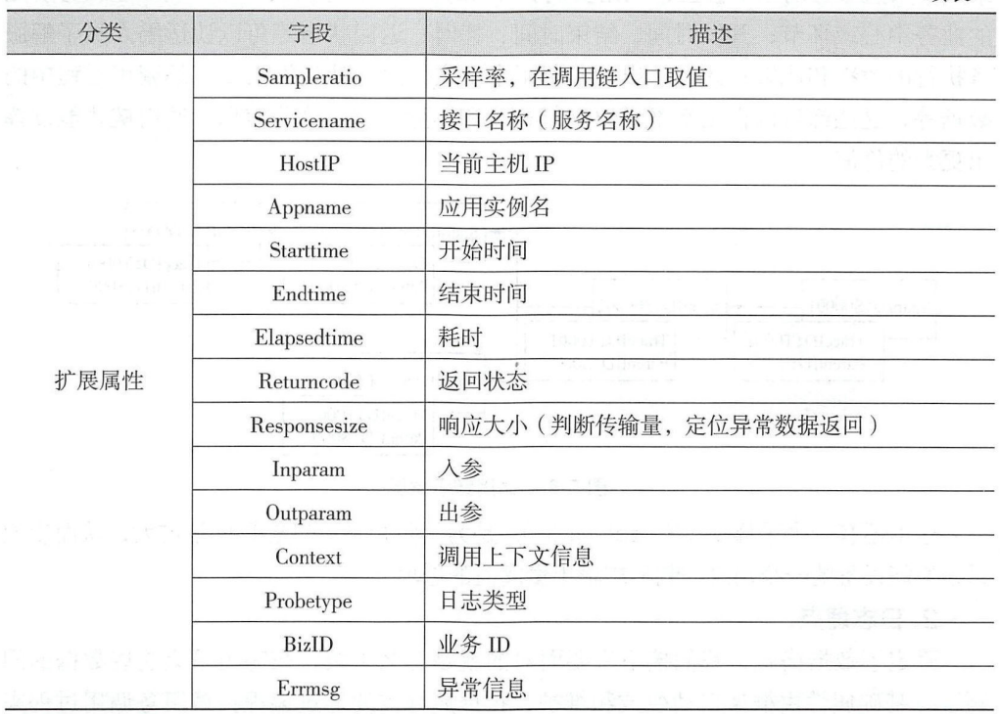 分类 字段 描述
Sampleratio 采样率，在调用链入口取值
Servicename 接口名称（服务名称）
HostIP 当前主机 IP
Appname 应用实例名
Starttime 开始时间
Endtime 结束时间
Elapsedtime 耗时
扩展属性 Returncode 返回状态
Responsesize 响应大小（判断传输量，定位异常数据返回）
Inparam 入参
Outparam 出参
Context 调用上下文信息
Probetype 日志类型
BizID 业务 ID
Errmsg 异常信息